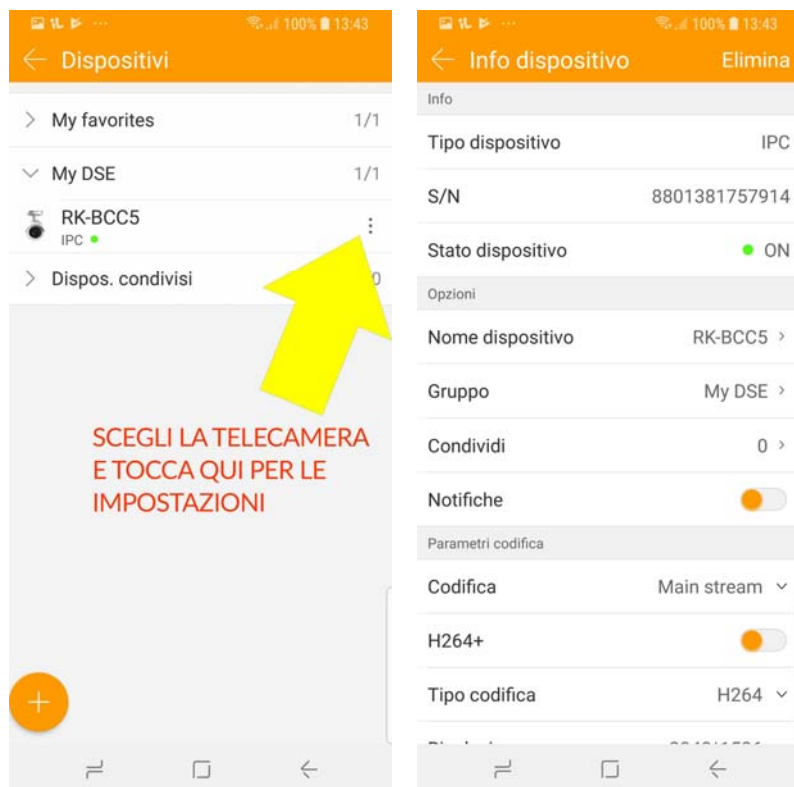 100% 13:43
Dispositivi
My favorites 1/1
My DSE 1/1
RK-BCC5
IPC
Dispos. condivisi 0
SCEGLI LA TELECAMERA
E TOCCA QUI PER LE
IMPOSTAZIONI
100% 13:43
Info dispositivo Elimina
Info
Tipo dispositivo IPC
S/N 8801381757914
Stato dispositivo ON
Opzioni
Nome dispositivo RK-BCC5
Gruppo My DSE
Condividi 0
Notifiche
Parametri codifica
Codifica Main stream
H264+
Tipo codifica H264